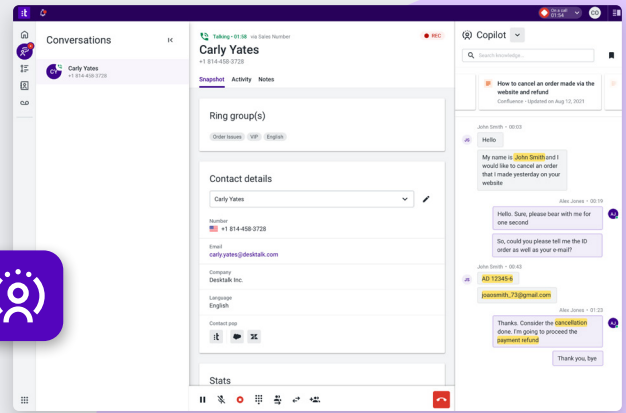 :t
On a call
01:54
CO
Conversations
CY
Carly Yates
+1 814-458-3728
Talking • 01:58 via Sales Number
REC
Carly Yates
+1 814-458-3728
Snapshot Activity Notes
Ring group(s)
Order Issues VIP English
Contact details
Carly Yates
Number
+1 814-458-3728
Email
carly.yates@desktalk.com
Company
Desktalk Inc.
Language
English
Contact pop
:t
Stats
Copilot
Search knowledge...
How to cancel an order made via the
website and refund
Confluence - Updated on Aug 12, 2021
John Smith • 00:03
JS
Hello
My name is John Smith and I
would like to cancel an order
that I made yesterday on your
website
Alex Jones • 00:19
AJ
Hello. Sure, please bear with me for
one second
So, could you please tell me the ID
order as well as your e-mail?
John Smith • 00:43
JS
AD 12345-6
joaosmith_73@gmail.com
Alex Jones • 01:23
AJ
Thanks. Consider the cancellation
done. I'm going to proceed the
payment refund
Thank you, bye